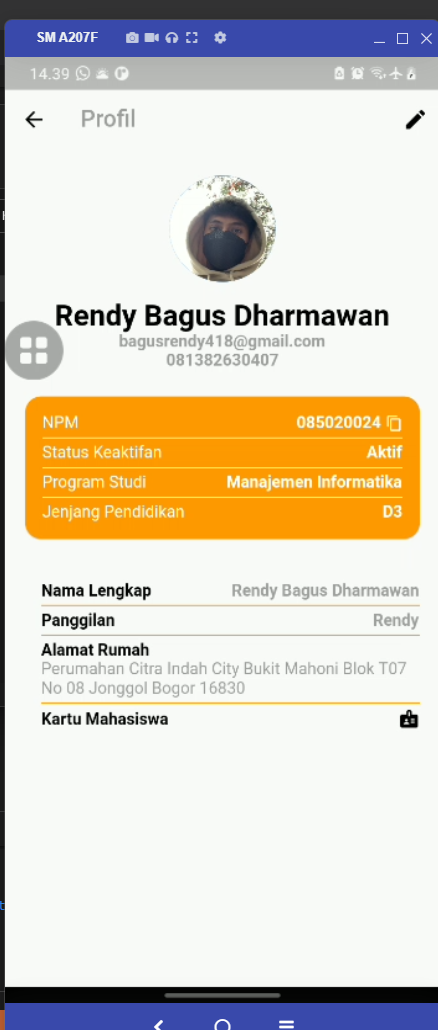 SM A207F
14.39
Profil
Rendy Bagus Dharmawan
bagusrendy418@gmail.com
081382630407
NPM 085020024
Status Keaktifan Aktif
Program Studi Manajemen Informatika
Jenjang Pendidikan D3
Nama Lengkap Rendy Bagus Dharmawan
Panggilan Rendy
Alamat Rumah
Perumahan Citra Indah City Bukit Mahoni Blok T07
No 08 Jonggol Bogor 16830
Kartu Mahasiswa